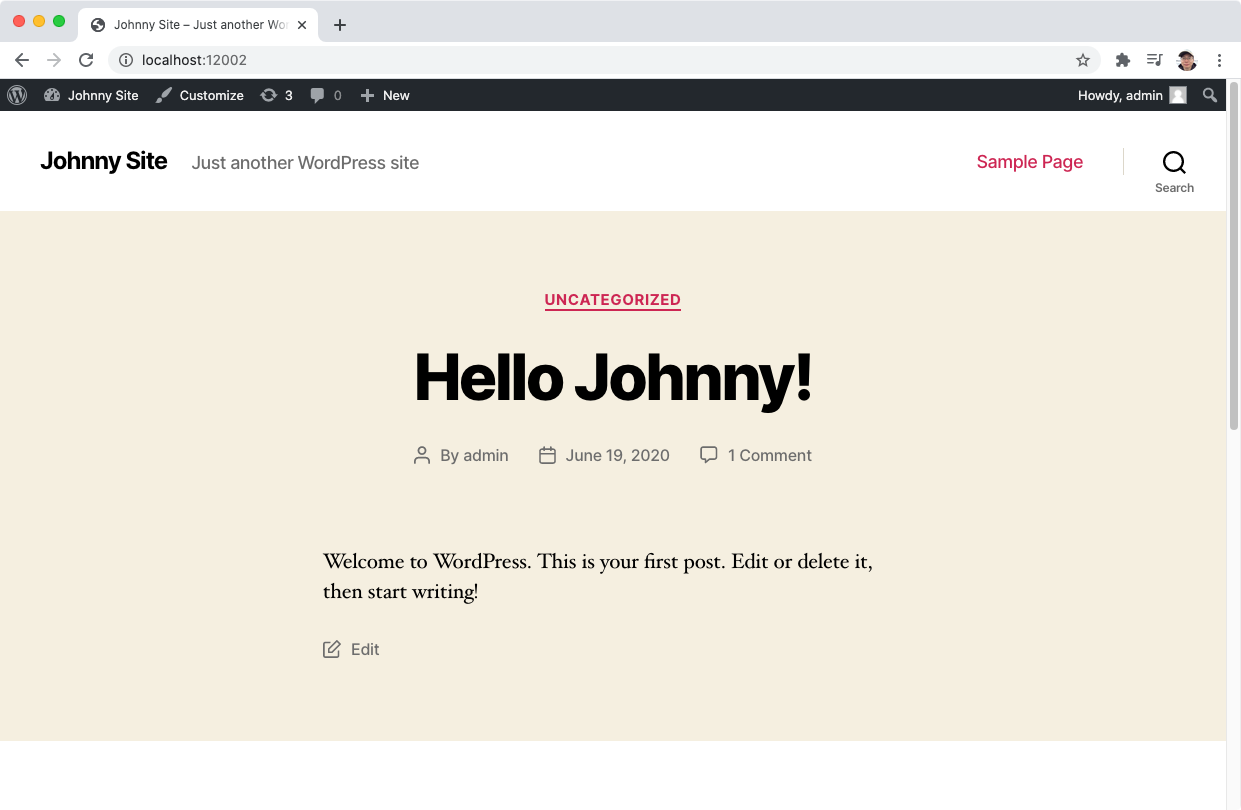 Johnny Site – Just another Wor
localhost:12002
Johnny Site Customize 3 0 New Howdy, admin
Johnny Site Just another WordPress site Sample Page
Search
UNCATEGORIZED
Hello Johnny!
By admin June 19, 2020 1 Comment
Welcome to WordPress. This is your first post. Edit or delete it,
then start writing!
Edit